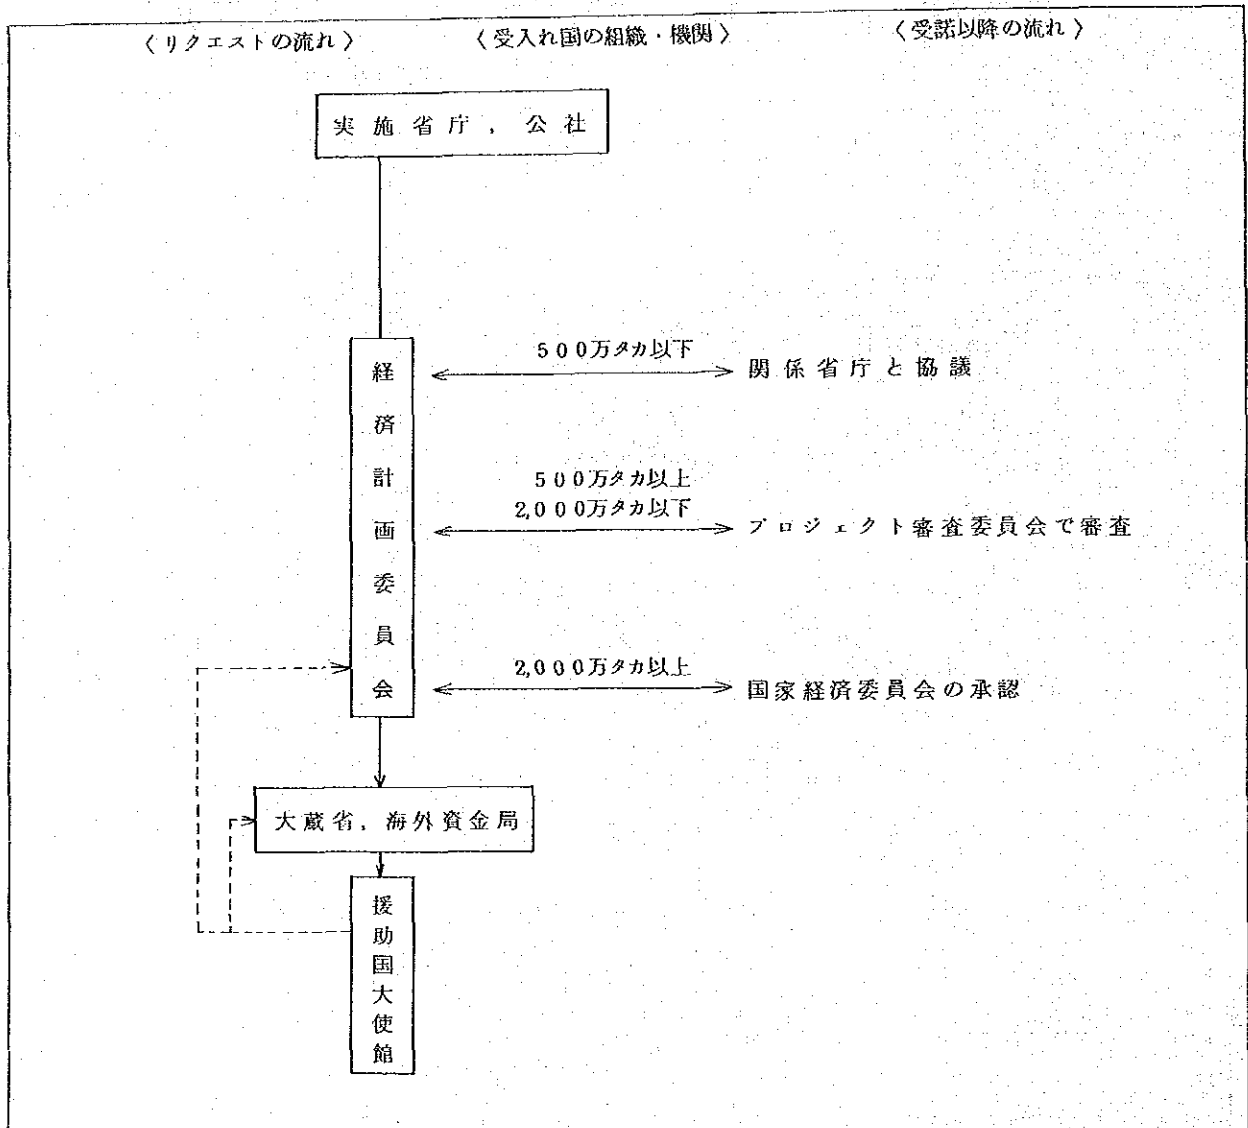 〈リクエストの流れ〉
〈受入れ国の組織・機関〉
〈受諾以降の流れ〉
実施省庁，公社
経済計画委員会
500万タカ以下
関係省庁と協議
500万タカ以上
2,000万タカ以下
プロジェクト審査委員会で審査
2,000万タカ以上
国家経済委員会の承認
大蔵省，海外資金局
援助国大使館